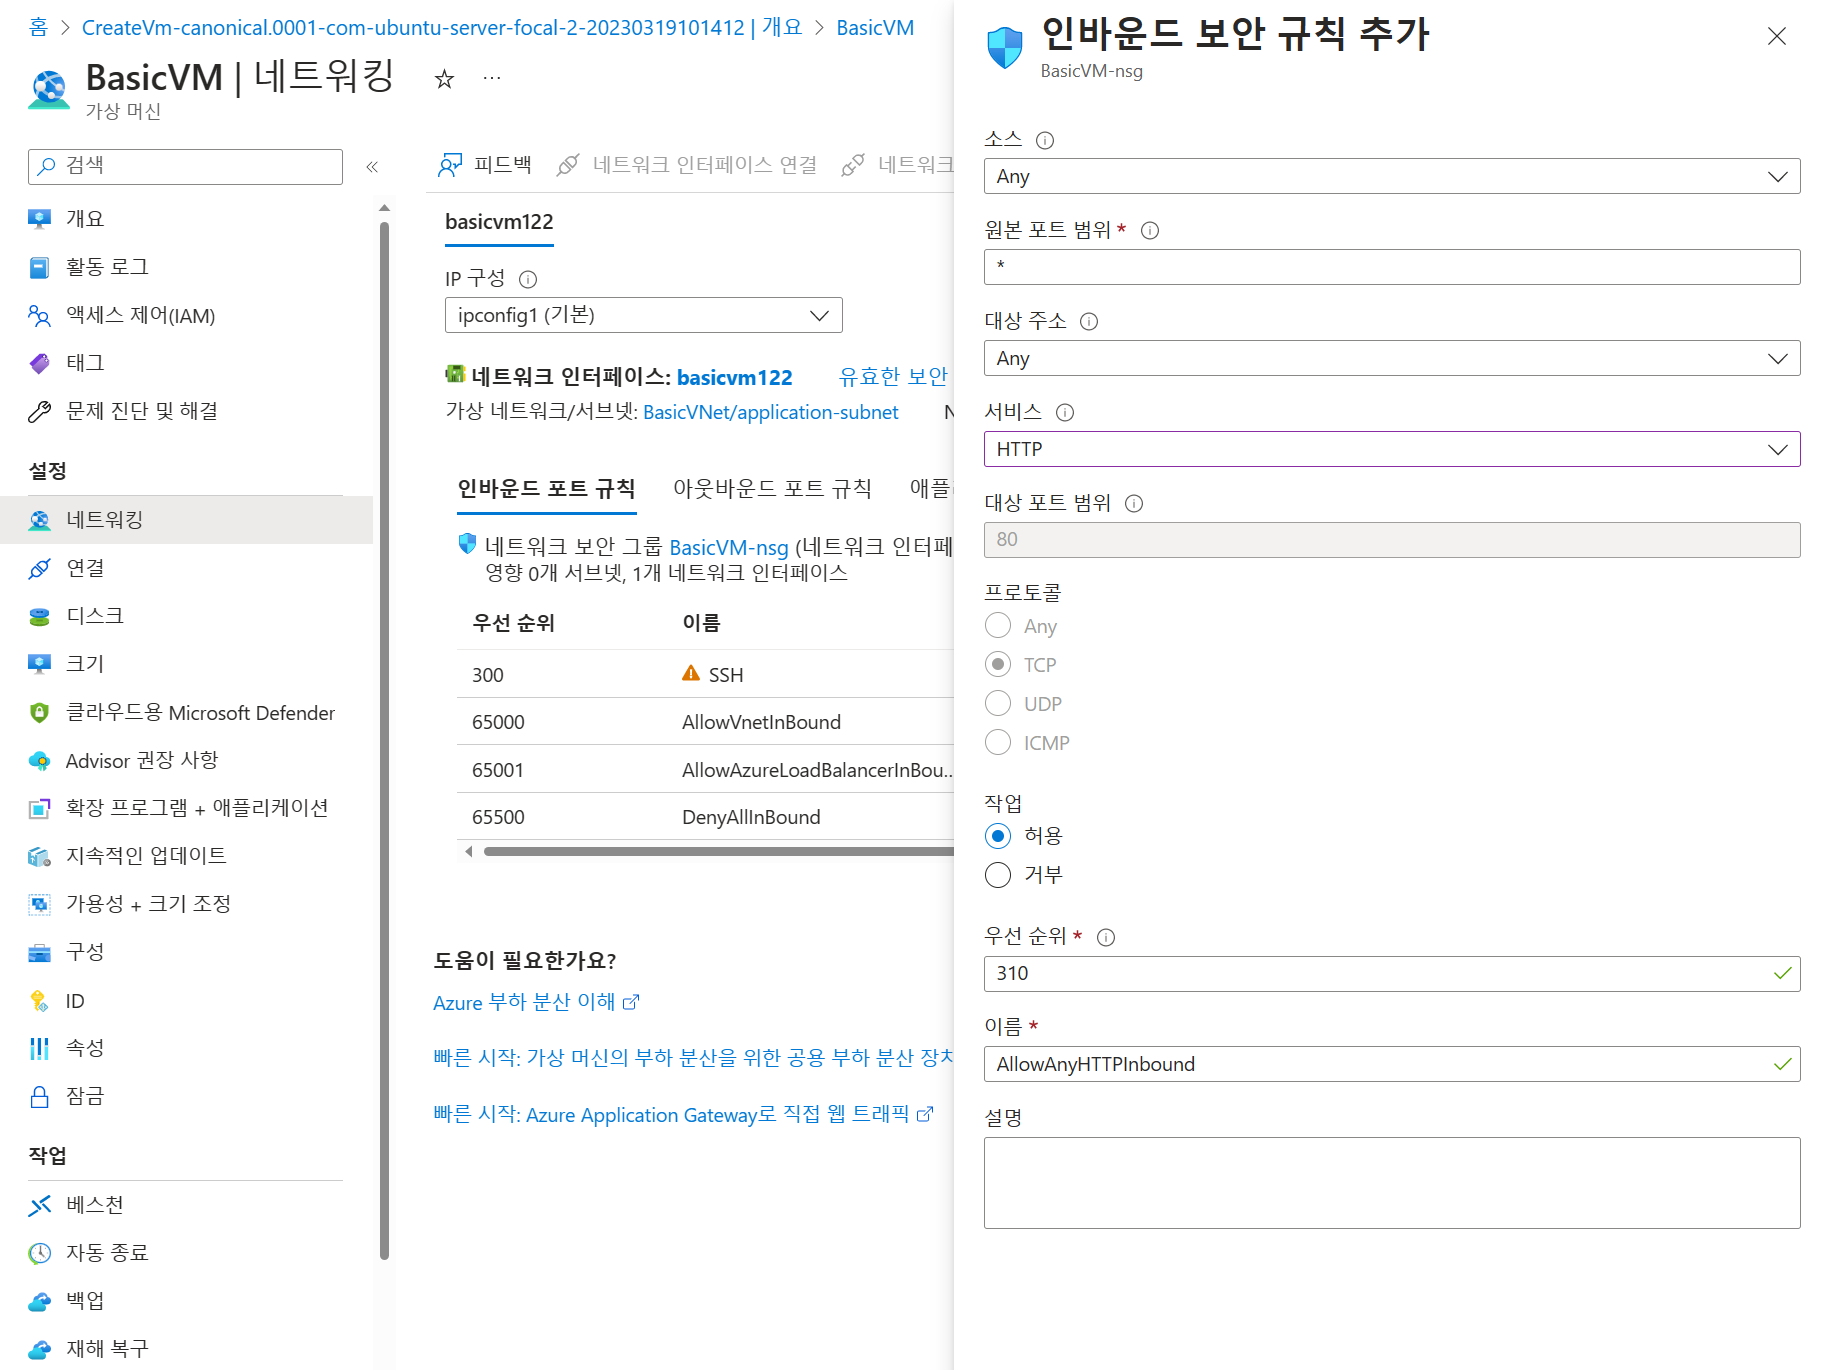 홈 > CreateVm-canonical.0001-com-ubuntu-server-focal-2-20230319101412 | 개요 > BasicVM
BasicVM | 네트워킹
가상 머신
검색
개요
활동 로그
액세스 제어(IAM)
태그
문제 진단 및 해결
설정
네트워킹
연결
디스크
크기
클라우드용 Microsoft Defender
Advisor 권장 사항
확장 프로그램 + 애플리케이션
지속적인 업데이트
가용성 + 크기 조정
구성
ID
속성
잠금
작업
베스천
자동 종료
백업
재해 복구
피드백 네트워크 인터페이스 연결 네트워크
basicvm122
IP 구성
ipconfig1 (기본)
네트워크 인터페이스: basicvm122 유효한 보안
가상 네트워크/서브넷: BasicVNet/application-subnet N
인바운드 포트 규칙 아웃바운드 포트 규칙 애플
네트워크 보안 그룹 BasicVM-nsg (네트워크 인터페
영향 0개 서브넷, 1개 네트워크 인터페이스
우선 순위 이름
300 SSH
65000 AllowVnetInBound
65001 AllowAzureLoadBalancerInBou...
65500 DenyAllInBound
도움이 필요한가요?
Azure 부하 분산 이해
빠른 시작: 가상 머신의 부하 분산을 위한 공용 부하 분산 장치
빠른 시작: Azure Application Gateway로 직접 웹 트래픽
인바운드 보안 규칙 추가
BasicVM-nsg
소스
Any
원본 포트 범위 *
*
대상 주소
Any
서비스
HTTP
대상 포트 범위
80
프로토콜
Any
TCP
UDP
ICMP
작업
허용
거부
우선 순위 *
310
이름 *
AllowAnyHTTPInbound
설명